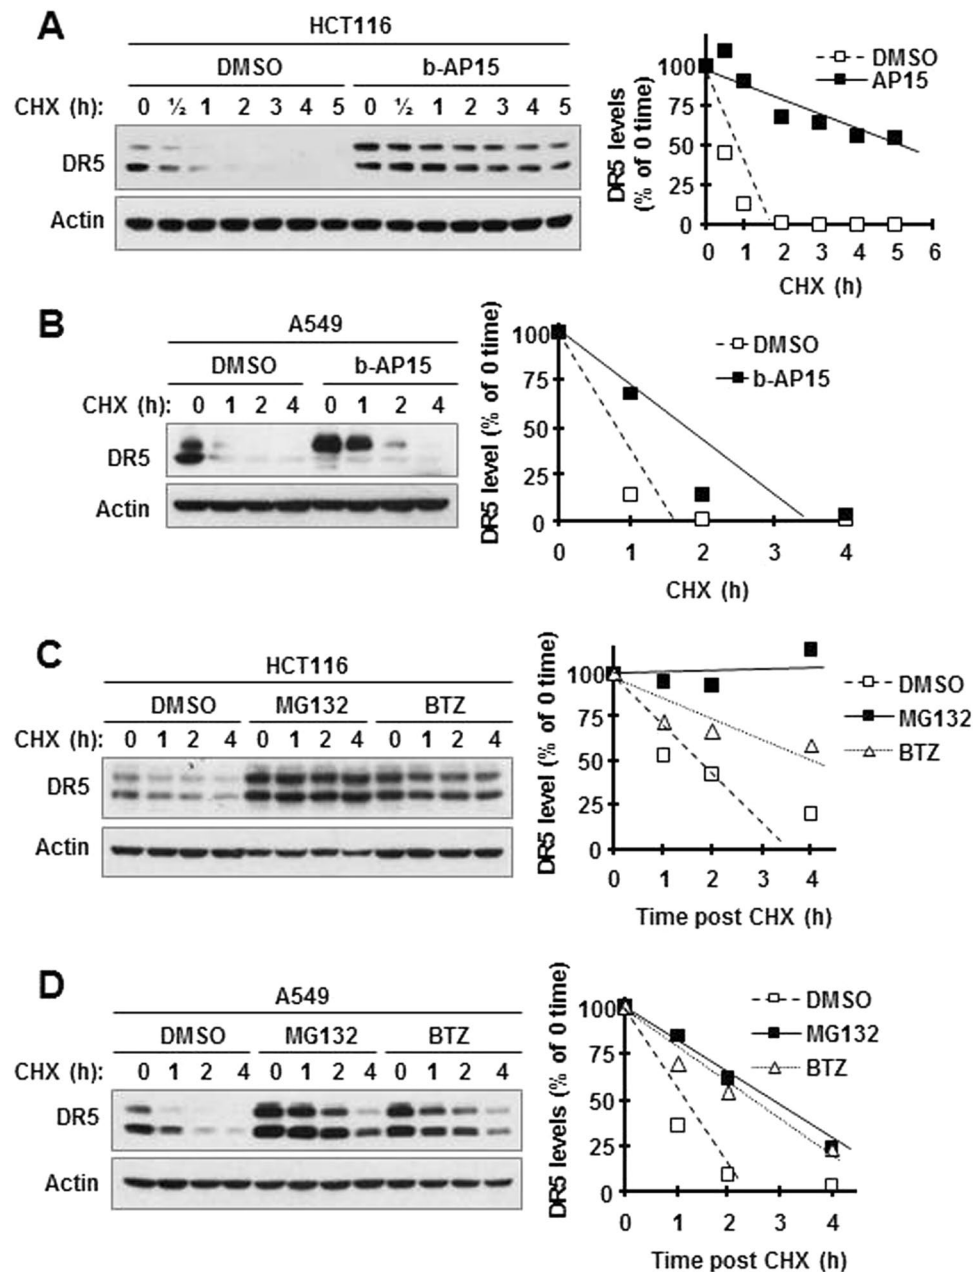 A
HCT116
DMSO b-AP15
CHX (h): 0 ½ 1 2 3 4 5 0 ½ 1 2 3 4 5
DR5
Actin
DR5 levels
(% of 0 time)
100
75
50
25
0
0 1 2 3 4 5 6
CHX (h)
DMSO
AP15
B
A549
DMSO b-AP15
CHX (h): 0 1 2 4 0 1 2 4
DR5
Actin
DR5 level (% of 0 time)
100
75
50
25
0
0 1 2 3 4
CHX (h)
DMSO
b-AP15
C
HCT116
DMSO MG132 BTZ
CHX (h): 0 1 2 4 0 1 2 4 0 1 2 4
DR5
Actin
DR5 level (% of 0 time)
100
75
50
25
0
0 1 2 3 4
Time post CHX (h)
DMSO
MG132
BTZ
D
A549
DMSO MG132 BTZ
CHX (h): 0 1 2 4 0 1 2 4 0 1 2 4
DR5
Actin
DR5 levels (% of 0 time)
100
75
50
25
0
0 1 2 3 4
Time post CHX (h)
DMSO
MG132
BTZ